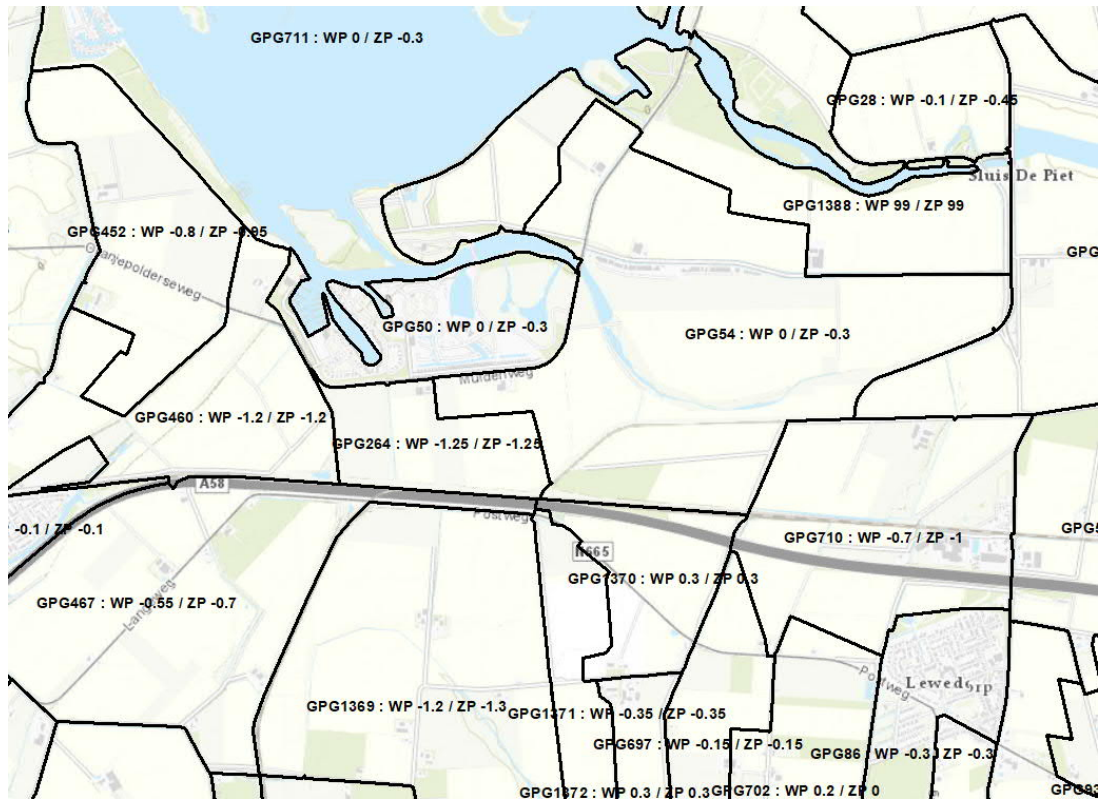 GPG711 : WP 0 / ZP -0.3
GPG28 : WP -0.1 / ZP -0.45
Sluis De Piet
GPG1388 : WP 99 / ZP 99
GPG452 : WP -0.8 / ZP -0.95
Oranjepolderseweg
GPG
GPG50 : WP 0 / ZP -0.3
GPG54 : WP 0 / ZP -0.3
Muidenweg
GPG460 : WP -1.2 / ZP -1.2
GPG264 : WP -1.25 / ZP -1.25
A58
Postweg
-0.1 / ZP -0.1
GPG5
GPG710 : WP -0.7 / ZP -1
N665
GPG1370 : WP 0.3 / ZP 0.3
GPG467 : WP -0.55 / ZP -0.7
Langeweg
Lewedorp
Postweg
GPG1369 : WP -1.2 / ZP -1.3
GPG1371 : WP -0.35 / ZP -0.35
GPG697 : WP -0.15 / ZP -0.15
GPG86 : WP -0.3 / ZP -0.3
GPG1372 : WP 0.3 / ZP 0.3
GPG702 : WP 0.2 / ZP 0
GPG93